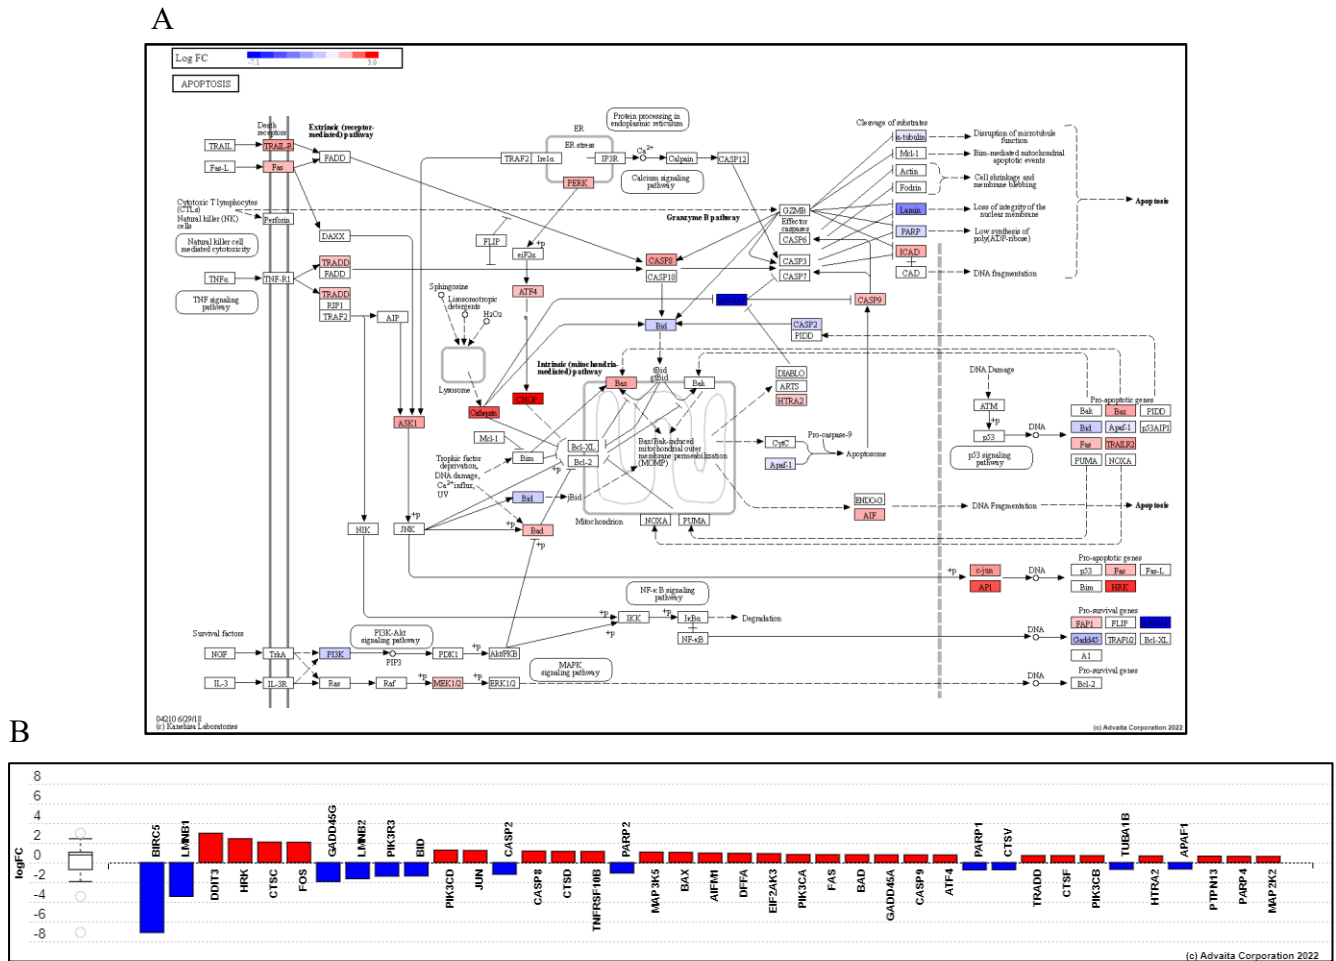 A
Log FC
-7.1 3.0
APOPTOSIS
Protein processing in
endoplasmic reticulum
ER
ER stress
Death
receptors
Extrinsic (receptor-
mediated) pathway
TRAIL
TRAIL-R
Fas-L
Fas
FADD
TRAF2
Ire1α
IP3R
Ca2+
Calpain
CASP12
Calcium signaling
pathway
PERK
Cleavage of substrates
α-tubulin
Disruption of microtubule
function
Mcl-1
Bim-mediated mitochondrial
apoptotic events
Actin
Fodrin
Cell shrinkage and
membrane blebbing
Lamin
Loss of integrity of the
nuclear membrane
PARP
Low synthesis of
poly(ADP-ribose)
ICAD
CAD
DNA fragmentation
Apoptosis
Cytotoxic T lymphocytes
(CTLs)
Natural killer (NK)
cells
Perforin
Granzyme B pathway
GZMB
Effector
caspases
CASP6
CASP3
CASP7
Natural killer cell
mediated cytotoxicity
DAXX
FLIP
+p
eIF2α
CASP8
CASP10
TNFα
TNF-R1
TRADD
FADD
TRADD
RIP1
TRAF2
TNF signaling
pathway
AIP
ATF4
Sphingosine
Lisosomotropic
detergents
H2O2
Lysosome
CASP9
Bid
CASP2
PIDD
Intrinsic (mitochondria-
mediated) pathway
tBid
gtBid
Bax
Bak
DIABLO
ARTS
HTRA2
CHOP
Cathepsin
ASK1
Mcl-1
Bim
Bcl-XL
Bcl-2
Bax/Bak-induced
mitochondrial outer
membrane permeabilization
(MOMP)
CytC
Apaf-1
Pro-caspase-9
Apoptosome
Trophic factor
deprivation,
DNA damage,
Ca2+influx,
UV
Bid
jBid
Bad
+p
+p
Mitochondrion
NOXA
PUMA
ENDO-G
AIF
DNA Fragmentation
Apoptosis
DNA Damage
ATM
+p
p53
DNA
p53 signaling
pathway
Pro-apoptotic genes
Bak Bax PIDD
Bid Apaf-1 p53AIP1
Fas TRAILR2
PUMA NOXA
NIK
+p
JNK
+p
c-jun
AP1
DNA
Pro-apoptotic genes
p53 Fas Fas-L
Bim HRK
NF-κB signaling
pathway
+p
+p
IKK
+p
IκBα
NF-κB
Degradation
DNA
Pro-survival genes
FAP1 FLIP
Gadd45 TRAF1/2 Bcl-XL
A1
Pro-survival genes
DNA
Bcl-2
Survival factors
PI3K-Akt
signaling pathway
NGF
TrkA
PI3K
PIP3
PDK1
+p
Akt/PKB
MAPK
signaling pathway
IL-3
IL-3R
Ras
Raf
+p
MEK1/2
+p
ERK1/2
04210 6/29/18
(c) Kanehisa Laboratories
(c) Advaita Corporation 2022
B
logFC
8
6
4
2
0
-2
-4
-6
-8
BIRC5
LMNB1
DDIT3
HRK
CTSC
FOS
GADD45G
LMNB2
PIK3R3
BID
PIK3CD
JUN
CASP2
CASP8
CTSD
TNFRSF10B
PARP2
MAP3K5
BAX
AIFM1
DFFA
EIF2AK3
PIK3CA
FAS
BAD
GADD45A
CASP9
ATF4
PARP1
CTSV
TRADD
CTSF
PIK3CB
TUBA1B
HTRA2
APAF1
PTPN13
PARP4
MAP2K2
(c) Advaita Corporation 2022